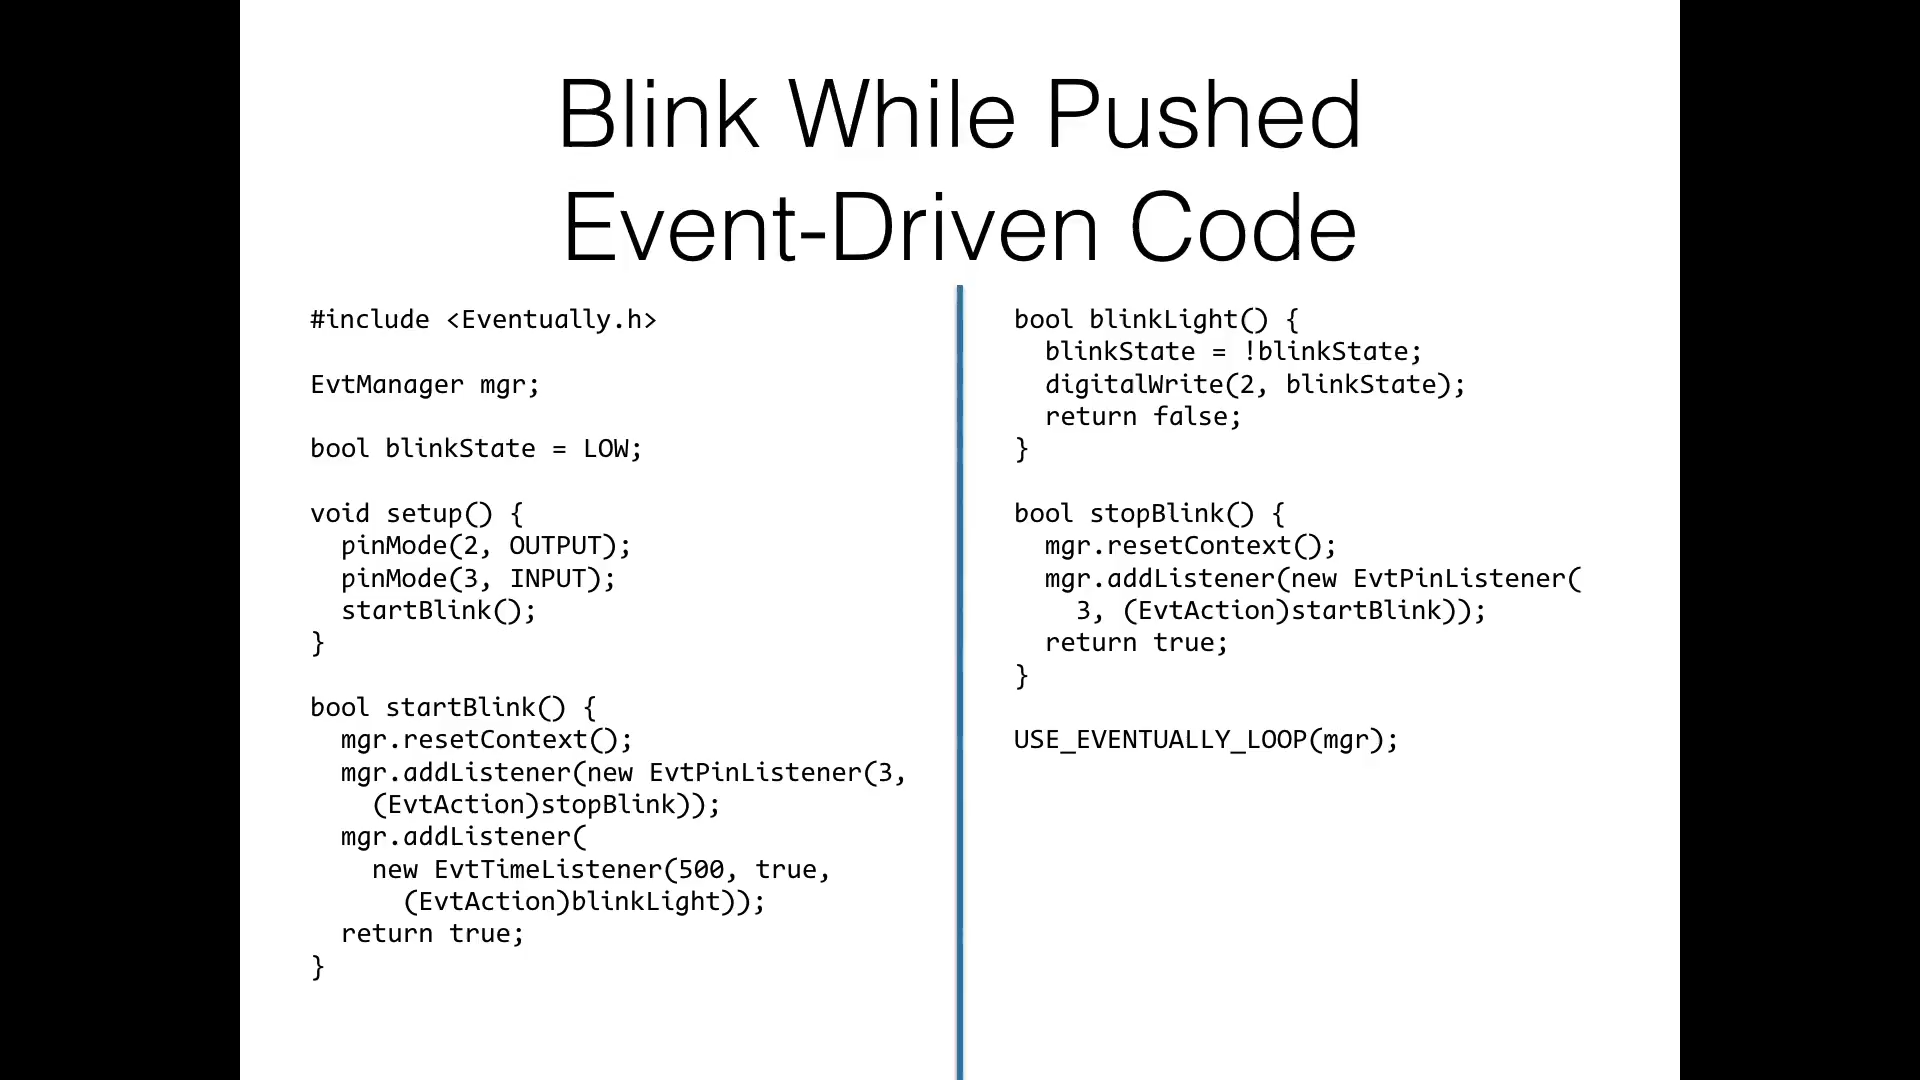 Blink While Pushed
Event-Driven Code
#include <Eventually.h>
EvtManager mgr;
bool blinkState = LOW;
void setup() {
  pinMode(2, OUTPUT);
  pinMode(3, INPUT);
  startBlink();
}
bool startBlink() {
  mgr.resetContext();
  mgr.addListener(new EvtPinListener(3,
    (EvtAction)stopBlink));
  mgr.addListener(
    new EvtTimeListener(500, true,
      (EvtAction)blinkLight));
  return true;
}
bool blinkLight() {
  blinkState = !blinkState;
  digitalWrite(2, blinkState);
  return false;
}
bool stopBlink() {
  mgr.resetContext();
  mgr.addListener(new EvtPinListener(
    3, (EvtAction)startBlink));
  return true;
}
USE_EVENTUALLY_LOOP(mgr);